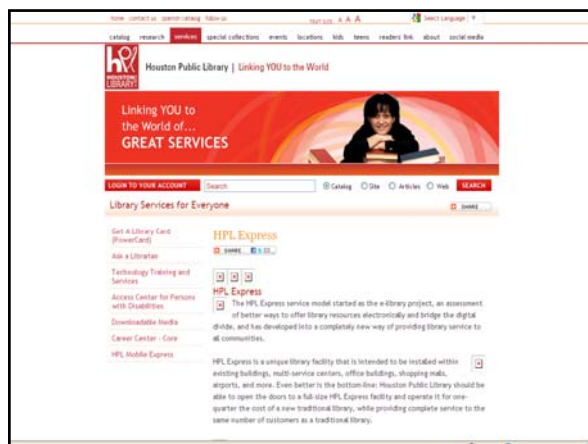 home contact us spanish catalog follow us
TEXT SIZE A A A
Select Language
catalog research services special collections events locations kids teens readers' link about social media
hpl
HOUSTON
LIBRARY
Houston Public Library | Linking YOU to the World
Linking YOU to
the World of...
GREAT SERVICES
LOGIN TO YOUR ACCOUNT Search Catalog Site Articles Web SEARCH
Library Services for Everyone
SHARE
Get A Library Card
(PowerCard)
Ask a Librarian
Technology Training and
Services
Access Center for Persons
with Disabilities
Downloadable Media
Career Center - Core
HPL Mobile Express
HPL Express
SHARE
HPL Express
The HPL Express service model started as the e-library project, an assessment
of better ways to offer library resources electronically and bridge the digital
divide, and has developed into a completely new way of providing library service to
all communities.
HPL Express is a unique library facility that is intended to be installed within
existing buildings, multi-service centers, office buildings, shopping malls,
airports, and more. Even better is the bottom-line: Houston Public Library should be
able to open the doors to a full-size HPL Express facility and operate it for one-
quarter the cost of a new traditional library, while providing complete service to the
same number of customers as a traditional library.